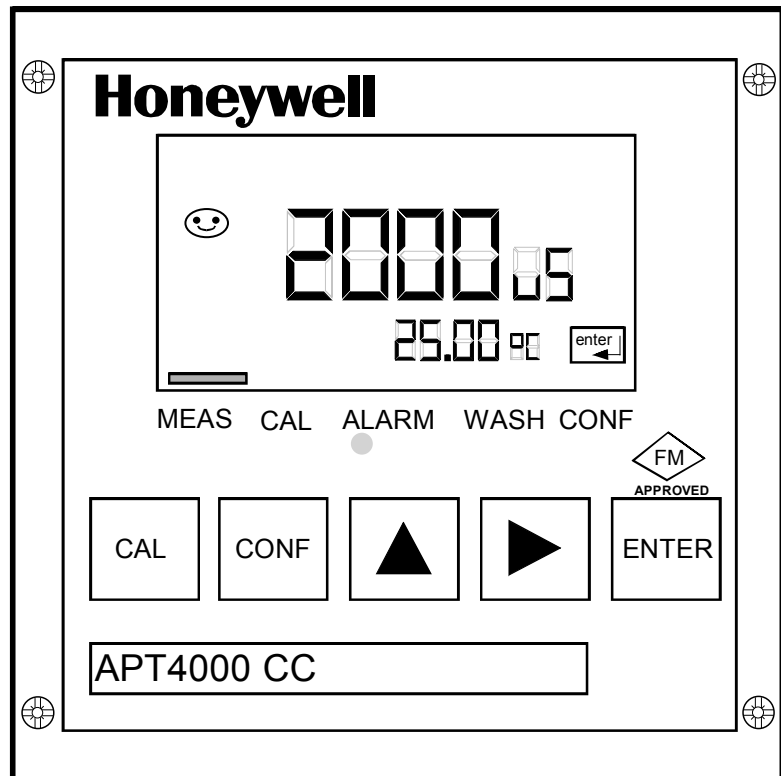 Honeywell
2000 uS
25.00 °C enter
MEAS CAL ALARM WASH CONF
FM
APPROVED
CAL CONF ENTER
APT4000 CC